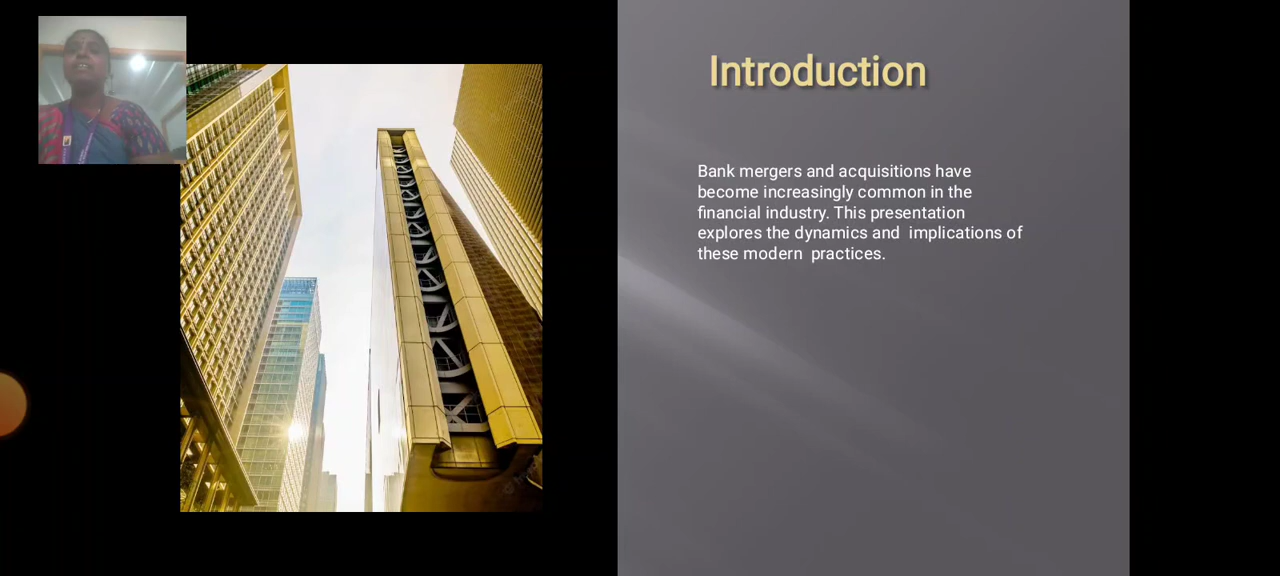 Introduction
Bank mergers and acquisitions have
become increasingly common in the
financial industry. This presentation
explores the dynamics and implications of
these modern practices.